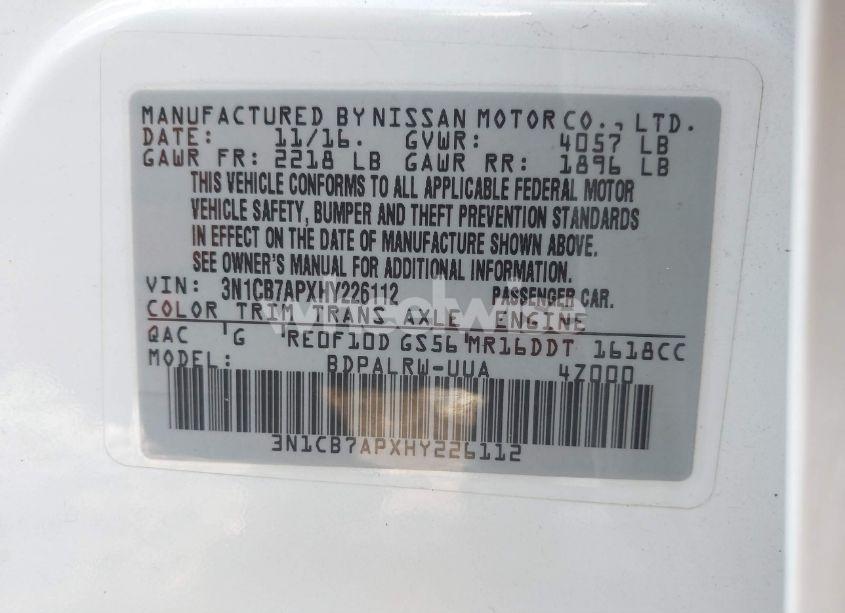 MANUFACTURED BY NISSAN MOTOR CO., LTD.
DATE: 11/16. GVWR: 4057 LB
GAWR FR: 2218 LB GAWR RR: 1896 LB
THIS VEHICLE CONFORMS TO ALL APPLICABLE FEDERAL MOTOR
VEHICLE SAFETY, BUMPER AND THEFT PREVENTION STANDARDS
IN EFFECT ON THE DATE OF MANUFACTURE SHOWN ABOVE.
SEE OWNER'S MANUAL FOR ADDITIONAL INFORMATION.
VIN: 3N1CB7APXHY226112 PASSENGER CAR.
COLOR TRIM TRANS AXLE ENGINE
QAC 'G 'RE0F10D GS56 'MR16DDT 1618CC
MODEL: BDPALRW-UUA 4Z000
3N1CB7APXHY226112